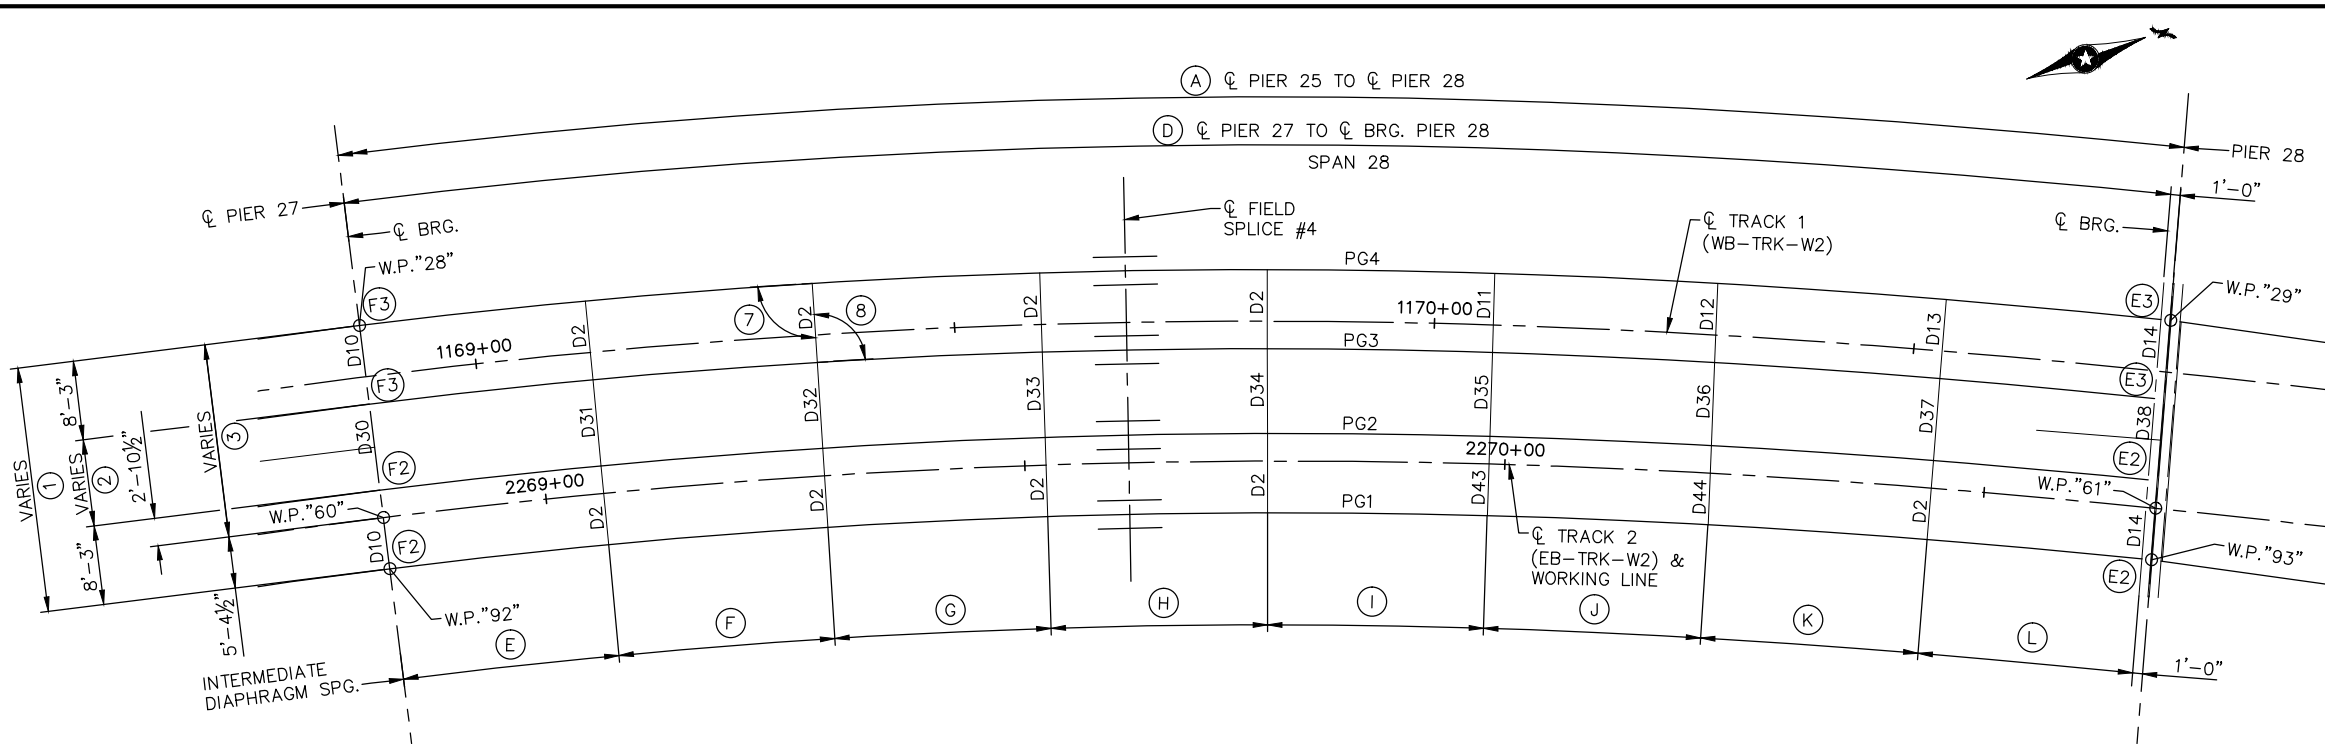 A ℄ PIER 25 TO ℄ PIER 28
D ℄ PIER 27 TO ℄ BRG. PIER 28
SPAN 28
PIER 28
1'-0"
℄ PIER 27
℄ BRG.
W.P."28"
℄ FIELD
SPLICE #4
℄ TRACK 1
(WB-TRK-W2)
℄ BRG.
W.P."29"
F3
E3
PG4
1169+00
1170+00
7
8
D10
D2
D2
D2
D2
D11
D12
D13
D14
PG3
F3
E3
8'-3"
3
VARIES
2'-10½"
VARIES
2
VARIES
1
D30
D31
D32
D33
D34
D35
D36
D37
D38
PG2
F2
E2
2269+00
2270+00
W.P."60"
W.P."61"
D10
D2
D2
D2
D2
D43
D44
D2
D14
PG1
F2
E2
8'-3"
5'-4½"
℄ TRACK 2
(EB-TRK-W2) &
WORKING LINE
W.P."93"
W.P."92"
E
F
G
H
I
J
K
L
1'-0"
INTERMEDIATE
DIAPHRAGM SPG.